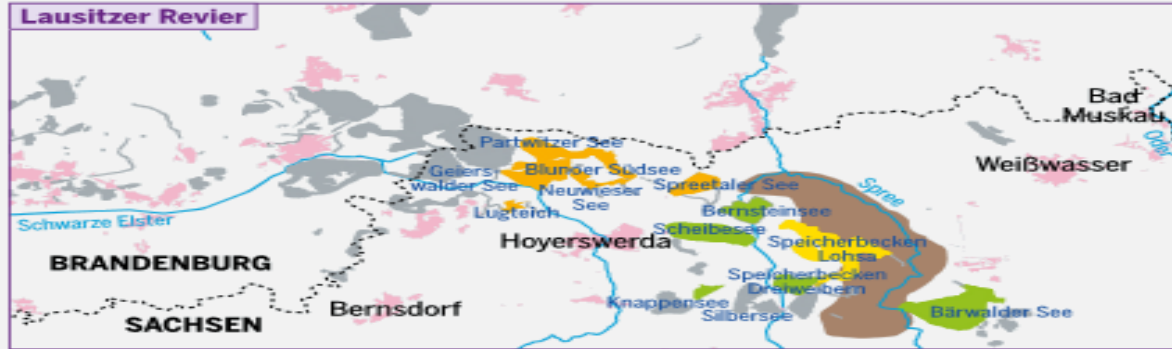 Lausitzer Revier
Bad
Muskau
Partwitzer See
Geiers-
walder See
Blunoer Südsee
Neuwieser
See
Spreetaler See
Weißwasser
Oder
Spree
Schwarze Elster
Lugteich
Bernsteinsee
Scheibesee
Hoyerswerda
Speicherbecken
Lohsa
BRANDENBURG
Speicherbecken
Dreiweibern
Bernsdorf
Knappensee
Silbersee
Bärwalder See
SACHSEN